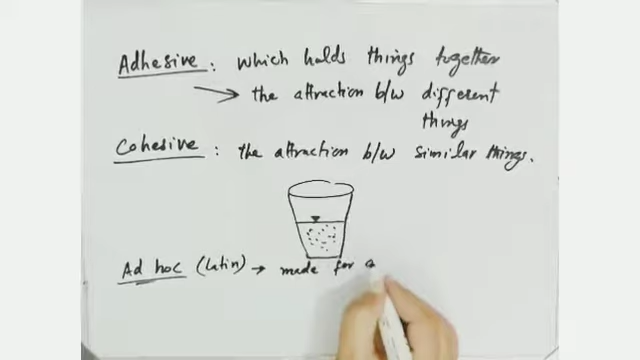 Adhesive : which holds things together
→ the attraction b/w different
things
Cohesive : the attraction b/w similar things.
Ad hoc (latin) → made for a